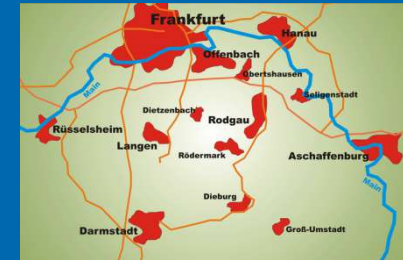 Frankfurt
Hanau
Offenbach
Obertshausen
Main
Seligenstadt
Dietzenbach
Rodgau
Rüsselsheim
Langen
Rödermark
Aschaffenburg
Main
Dieburg
Darmstadt
Groß-Umstadt